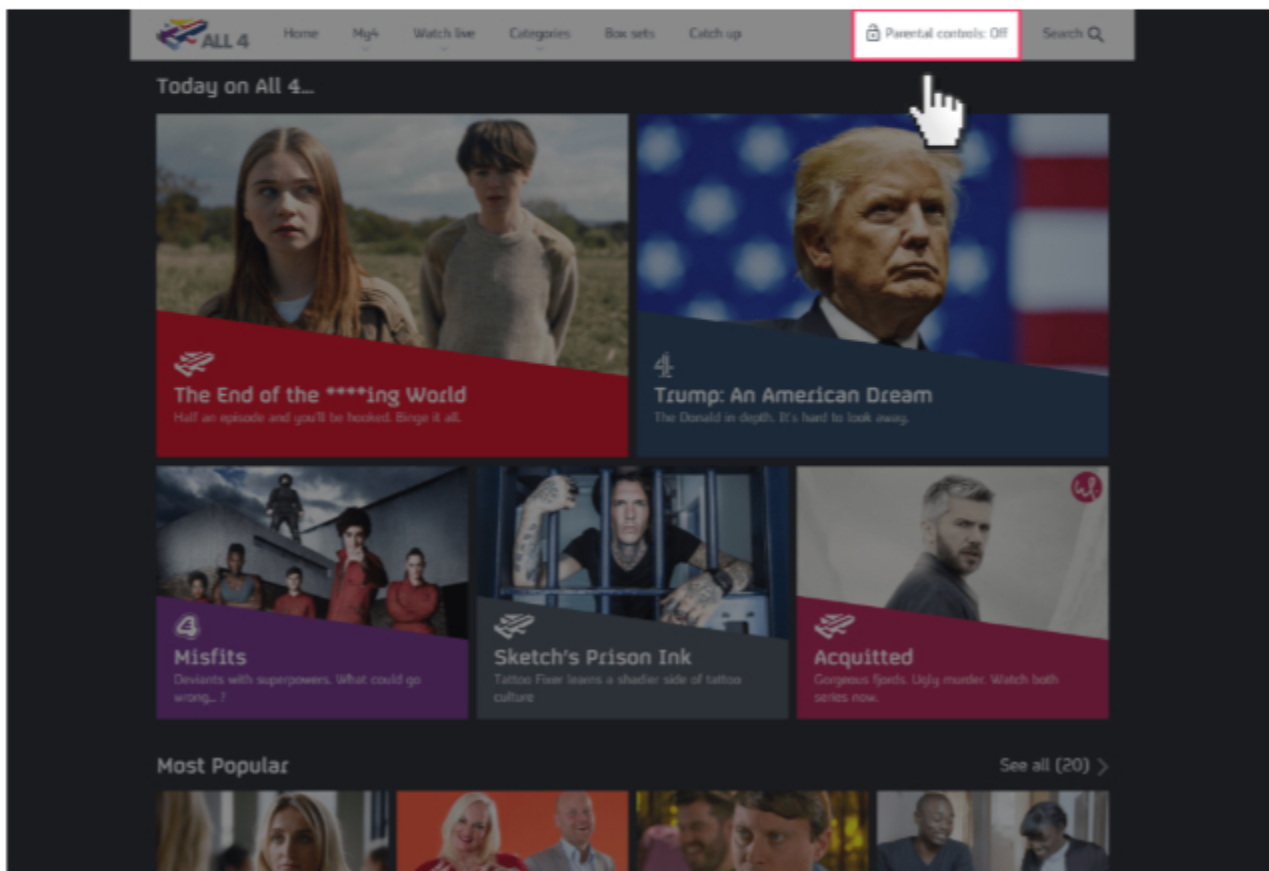 ALL 4
Home My4 Watch live Categories Box sets Catch up Parental controls: Off Search
Today on All 4...
The End of the ****ing World
Half an episode and you'll be hooked. Binge it all.
4
Trump: An American Dream
The Donald in depth. It's hard to look away.
4
Misfits
Deviants with superpowers. What could go
wrong... ?
Sketch's Prison Ink
Tattoo Fixer learns a shadier side of tattoo
culture
Acquitted
Gorgeous fjords. Ugly murder. Watch both
series now.
Most Popular
See all (20)